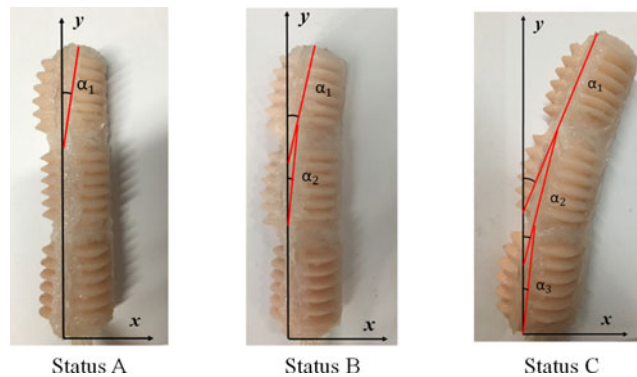 y
α₁
x
Status A
y
α₁
α₂
x
Status B
y
α₁
α₂
α₃
x
Status C